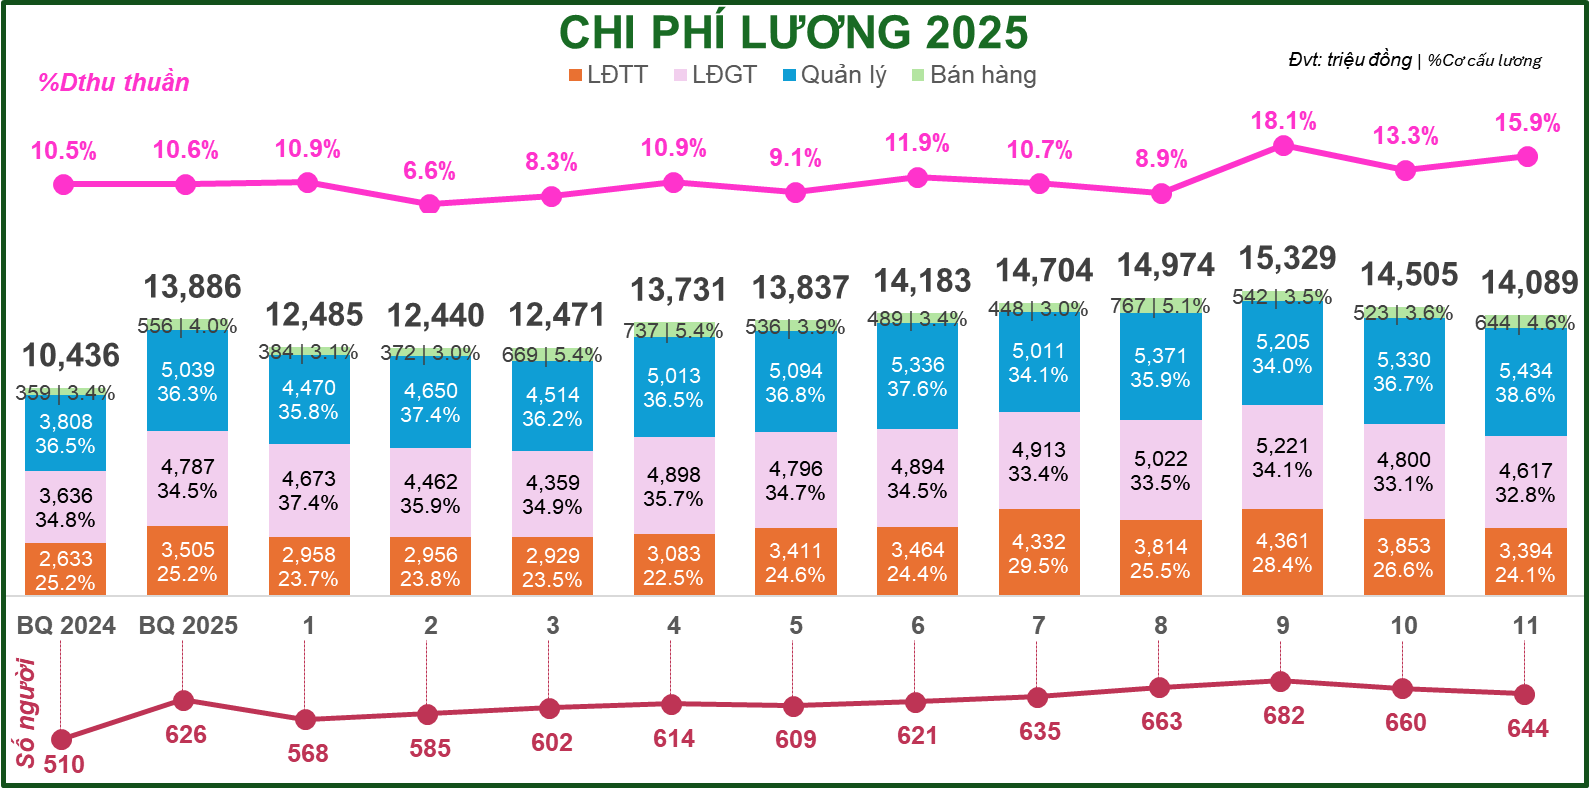 CHI PHÍ LƯƠNG 2025
LĐTT LĐGT Quản lý Bán hàng
Đvt: triệu đồng | %Cơ cấu lương
%Dthu thuần
10.5% 10.6% 10.9% 6.6% 8.3% 10.9% 9.1% 11.9% 10.7% 8.9% 18.1% 13.3% 15.9%
10,436 13,886 12,485 12,440 12,471 13,731 13,837 14,183 14,704 14,974 15,329 14,505 14,089
359 | 3.4% 556 | 4.0% 384 | 3.1% 372 | 3.0% 669 | 5.4% 737 | 5.4% 536 | 3.9% 489 | 3.4% 448 | 3.0% 767 | 5.1% 542 | 3.5% 523 | 3.6% 644 | 4.6%
3,808 5,039 4,470 4,650 4,514 5,013 5,094 5,336 5,011 5,371 5,205 5,330 5,434
36.5% 36.3% 35.8% 37.4% 36.2% 36.5% 36.8% 37.6% 34.1% 35.9% 34.0% 36.7% 38.6%
3,636 4,787 4,673 4,462 4,359 4,898 4,796 4,894 4,913 5,022 5,221 4,800 4,617
34.8% 34.5% 37.4% 35.9% 34.9% 35.7% 34.7% 34.5% 33.4% 33.5% 34.1% 33.1% 32.8%
2,633 3,505 2,958 2,956 2,929 3,083 3,411 3,464 4,332 3,814 4,361 3,853 3,394
25.2% 25.2% 23.7% 23.8% 23.5% 22.5% 24.6% 24.4% 29.5% 25.5% 28.4% 26.6% 24.1%
BQ 2024 BQ 2025 1 2 3 4 5 6 7 8 9 10 11
Số người
510 626 568 585 602 614 609 621 635 663 682 660 644